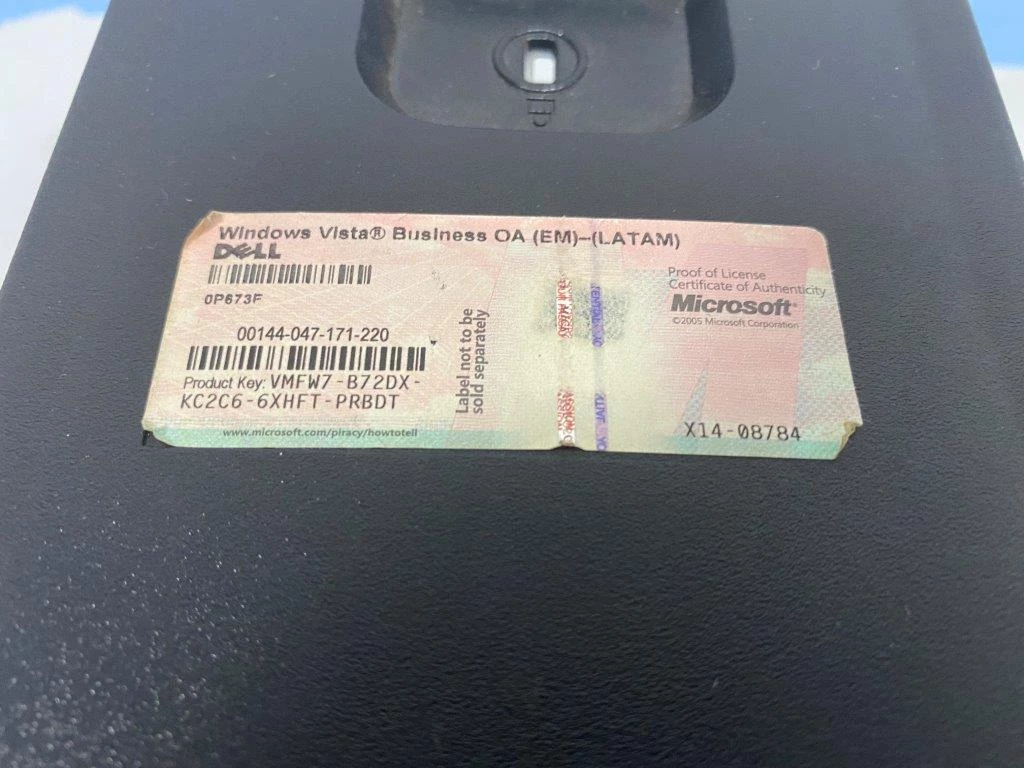 Windows Vista® Business OA (EM)–(LATAM)
DELL
0P673F
00144-047-171-220
Product Key: VMFW7-B72DX-
KC2C6-6XHFT-PRBDT
www.microsoft.com/piracy/howtotell
Label not to be
sold separately
Proof of License
Certificate of Authenticity
Microsoft®
©2005 Microsoft Corporation
X14-08784